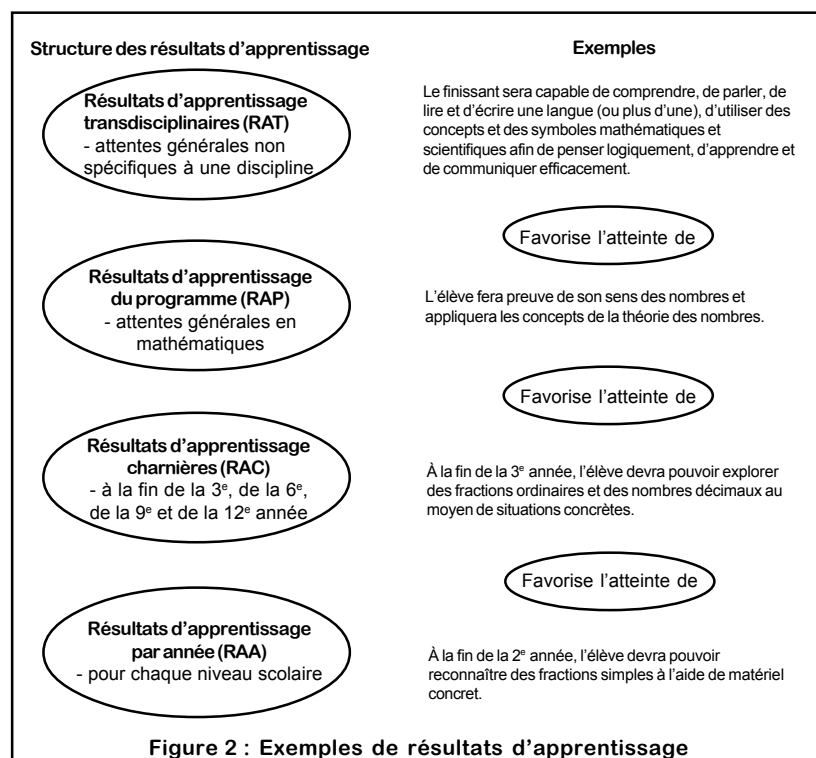 Structure des résultats d'apprentissage
Exemples
Résultats d'apprentissage
transdisciplinaires (RAT)
- attentes générales non
spécifiques à une discipline
Le finissant sera capable de comprendre, de parler, de
lire et d'écrire une langue (ou plus d'une), d'utiliser des
concepts et des symboles mathématiques et
scientifiques afin de penser logiquement, d'apprendre et
de communiquer efficacement.
Favorise l'atteinte de
Résultats d'apprentissage
du programme (RAP)
- attentes générales en
mathématiques
L'élève fera preuve de son sens des nombres et
appliquera les concepts de la théorie des nombres.
Favorise l'atteinte de
Résultats d'apprentissage
charnières (RAC)
- à la fin de la 3e, de la 6e,
de la 9e et de la 12e année
À la fin de la 3e année, l'élève devra pouvoir explorer
des fractions ordinaires et des nombres décimaux au
moyen de situations concrètes.
Favorise l'atteinte de
Résultats d'apprentissage
par année (RAA)
- pour chaque niveau scolaire
À la fin de la 2e année, l'élève devra pouvoir
reconnaître des fractions simples à l'aide de matériel
concret.
Figure 2 : Exemples de résultats d'apprentissage